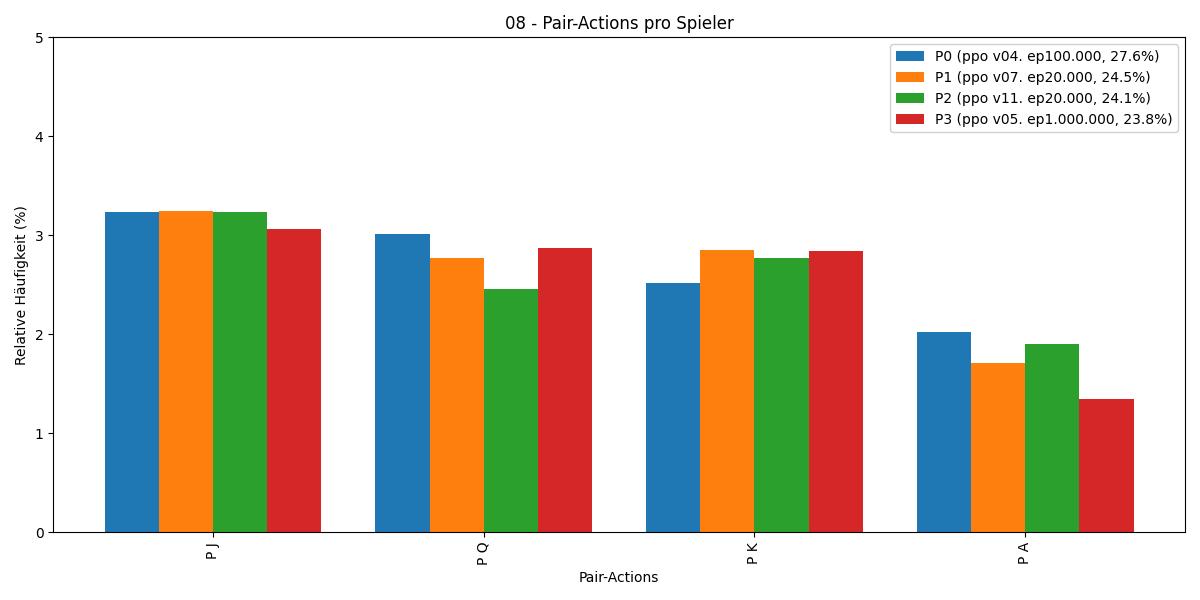 08 - Pair-Actions pro Spieler
P0 (ppo v04. ep100.000, 27.6%)
P1 (ppo v07. ep20.000, 24.5%)
P2 (ppo v11. ep20.000, 24.1%)
P3 (ppo v05. ep1.000.000, 23.8%)
Relative Häufigkeit (%)
5
4
3
2
1
0
P J
P Q
P K
P A
Pair-Actions